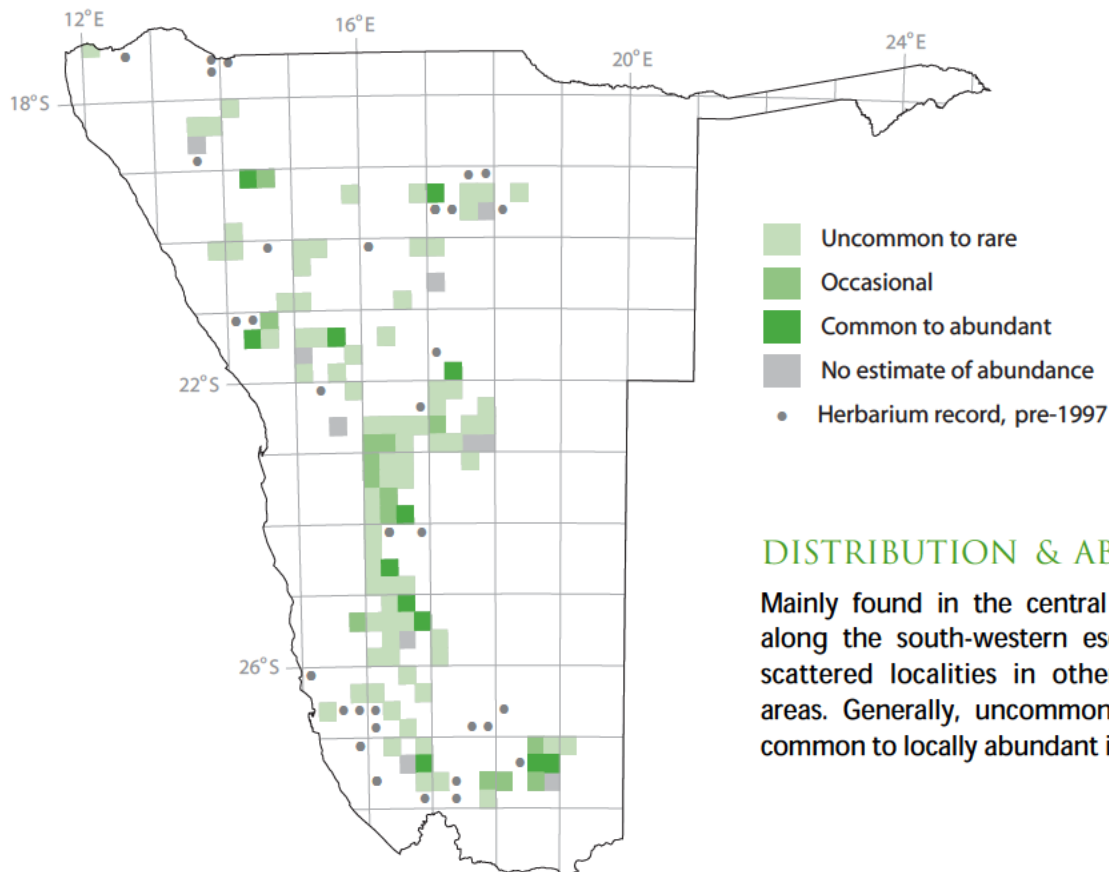 12°E
16°E
20°E
24°E
18°S
22°S
26°S
Uncommon to rare
Occasional
Common to abundant
No estimate of abundance
Herbarium record, pre-1997
DISTRIBUTION & AB
Mainly found in the central
along the south-western es
scattered localities in othe
areas. Generally, uncommon
common to locally abundant i